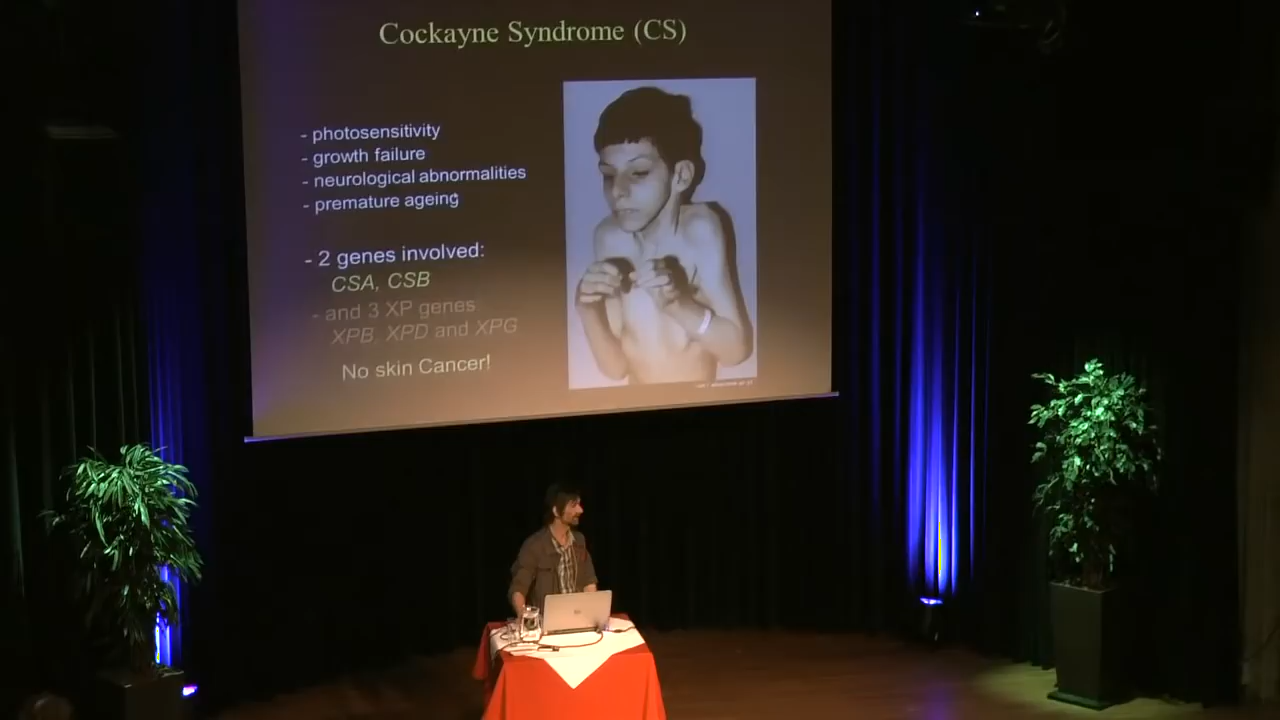 Cockayne Syndrome (CS)
- photosensitivity
- growth failure
- neurological abnormalities
- premature ageing
- 2 genes involved:
CSA, CSB
- and 3 XP genes
XPB, XPD and XPG
No skin Cancer!